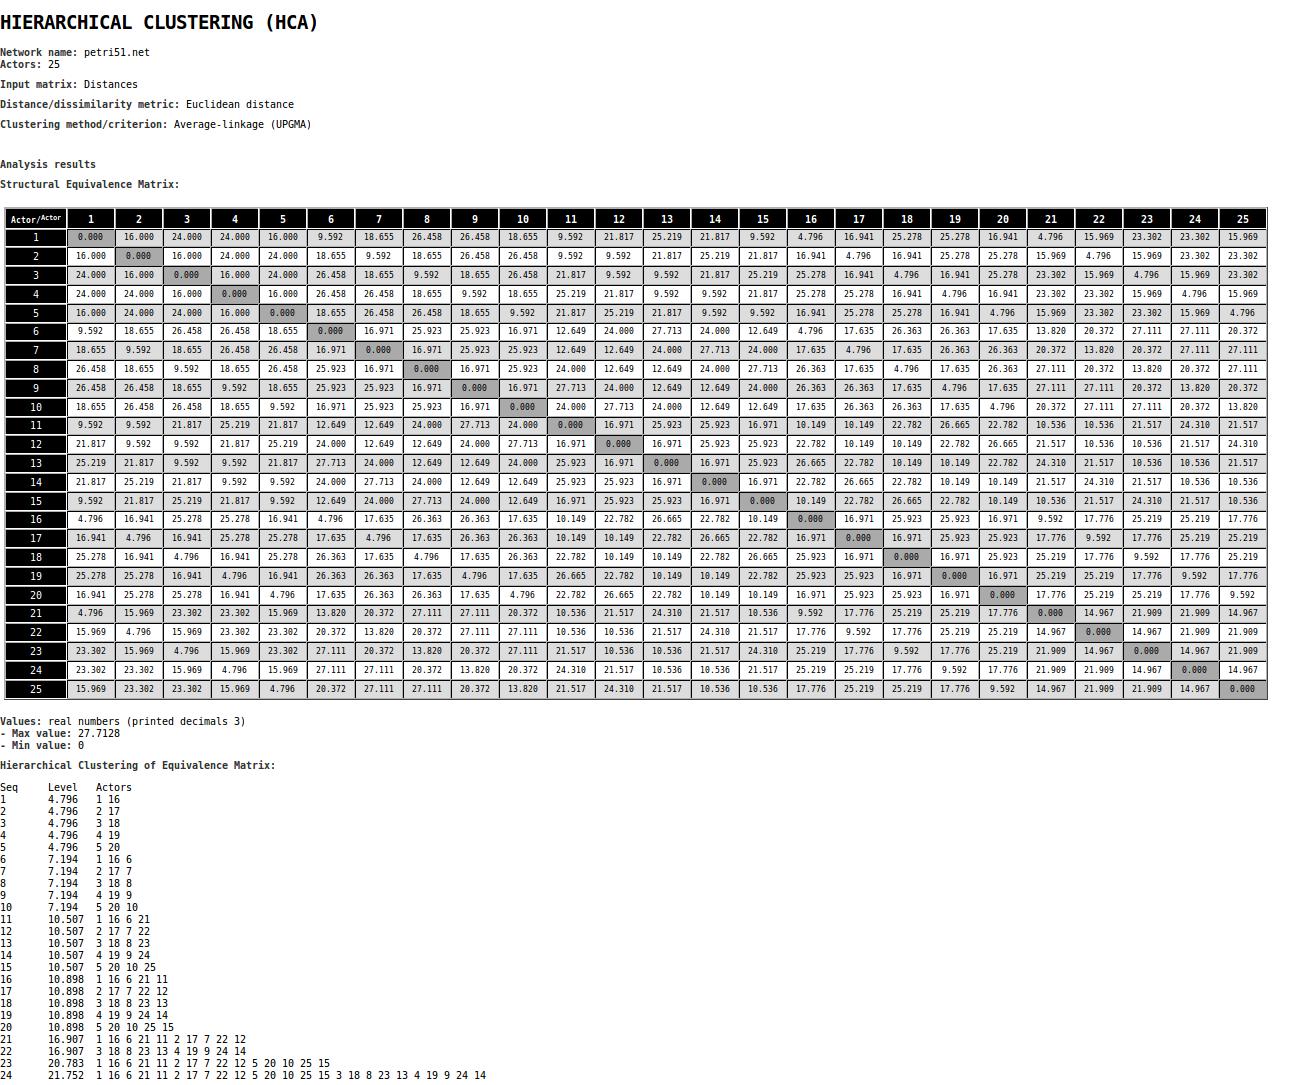 HIERARCHICAL CLUSTERING (HCA)
Network name: petri51.net
Actors: 25
Input matrix: Distances
Distance/dissimilarity metric: Euclidean distance
Clustering method/criterion: Average-linkage (UPGMA)
Analysis results
Structural Equivalence Matrix:
Actor/Actor 1 2 3 4 5 6 7 8 9 10 11 12 13 14 15 16 17 18 19 20 21 22 23 24 25
1 0.000 16.000 24.000 24.000 16.000 9.592 18.655 26.458 26.458 18.655 9.592 21.817 25.219 21.817 9.592 4.796 16.941 25.278 25.278 16.941 4.796 15.969 23.302 23.302 15.969
2 16.000 0.000 16.000 24.000 24.000 18.655 9.592 18.655 26.458 26.458 9.592 9.592 21.817 25.219 21.817 16.941 4.796 16.941 25.278 25.278 15.969 4.796 15.969 23.302 23.302
3 24.000 16.000 0.000 16.000 24.000 26.458 18.655 9.592 18.655 26.458 21.817 9.592 9.592 21.817 25.219 25.278 16.941 4.796 16.941 25.278 23.302 15.969 4.796 15.969 23.302
4 24.000 24.000 16.000 0.000 16.000 26.458 26.458 18.655 9.592 18.655 25.219 21.817 9.592 9.592 21.817 25.278 25.278 16.941 4.796 16.941 23.302 23.302 15.969 4.796 15.969
5 16.000 24.000 24.000 16.000 0.000 18.655 26.458 26.458 18.655 9.592 21.817 25.219 21.817 9.592 9.592 16.941 25.278 25.278 16.941 4.796 15.969 23.302 23.302 15.969 4.796
6 9.592 18.655 26.458 26.458 18.655 0.000 16.971 25.923 25.923 16.971 12.649 24.000 27.713 24.000 12.649 4.796 17.635 26.363 26.363 17.635 13.820 20.372 27.111 27.111 20.372
7 18.655 9.592 18.655 26.458 26.458 16.971 0.000 16.971 25.923 25.923 12.649 12.649 24.000 27.713 24.000 17.635 4.796 17.635 26.363 26.363 20.372 13.820 20.372 27.111 27.111
8 26.458 18.655 9.592 18.655 26.458 25.923 16.971 0.000 16.971 25.923 24.000 12.649 12.649 24.000 27.713 26.363 17.635 4.796 17.635 26.363 27.111 20.372 13.820 20.372 27.111
9 26.458 26.458 18.655 9.592 18.655 25.923 25.923 16.971 0.000 16.971 27.713 24.000 12.649 12.649 24.000 26.363 26.363 17.635 4.796 17.635 27.111 27.111 20.372 13.820 20.372
10 18.655 26.458 26.458 18.655 9.592 16.971 25.923 25.923 16.971 0.000 24.000 27.713 24.000 12.649 12.649 17.635 26.363 26.363 17.635 4.796 20.372 27.111 27.111 20.372 13.820
11 9.592 9.592 21.817 25.219 21.817 12.649 12.649 24.000 27.713 24.000 0.000 16.971 25.923 25.923 16.971 10.149 10.149 22.782 26.665 22.782 10.536 10.536 21.517 24.310 21.517
12 21.817 9.592 9.592 21.817 25.219 24.000 12.649 12.649 24.000 27.713 16.971 0.000 16.971 25.923 25.923 22.782 10.149 10.149 22.782 26.665 21.517 10.536 10.536 21.517 24.310
13 25.219 21.817 9.592 9.592 21.817 27.713 24.000 12.649 12.649 24.000 25.923 16.971 0.000 16.971 25.923 26.665 22.782 10.149 10.149 22.782 24.310 21.517 10.536 10.536 21.517
14 21.817 25.219 21.817 9.592 9.592 24.000 27.713 24.000 12.649 12.649 25.923 25.923 16.971 0.000 16.971 22.782 26.665 22.782 10.149 10.149 21.517 24.310 21.517 10.536 10.536
15 9.592 21.817 25.219 21.817 9.592 12.649 24.000 27.713 24.000 12.649 16.971 25.923 25.923 16.971 0.000 10.149 22.782 26.665 22.782 10.149 10.536 21.517 24.310 21.517 10.536
16 4.796 16.941 25.278 25.278 16.941 4.796 17.635 26.363 26.363 17.635 10.149 22.782 26.665 22.782 10.149 0.000 16.971 25.923 25.923 16.971 9.592 17.776 25.219 25.219 17.776
17 16.941 4.796 16.941 25.278 25.278 17.635 4.796 17.635 26.363 26.363 10.149 10.149 22.782 26.665 22.782 16.971 0.000 16.971 25.923 25.923 17.776 9.592 17.776 25.219 25.219
18 25.278 16.941 4.796 16.941 25.278 26.363 17.635 4.796 17.635 26.363 22.782 10.149 10.149 22.782 26.665 25.923 16.971 0.000 16.971 25.923 25.219 17.776 9.592 17.776 25.219
19 25.278 25.278 16.941 4.796 16.941 26.363 26.363 17.635 4.796 17.635 26.665 22.782 10.149 10.149 22.782 25.923 25.923 16.971 0.000 16.971 25.219 25.219 17.776 9.592 17.776
20 16.941 25.278 25.278 16.941 4.796 17.635 26.363 26.363 17.635 4.796 22.782 26.665 22.782 10.149 10.149 16.971 25.923 25.923 16.971 0.000 17.776 25.219 25.219 17.776 9.592
21 4.796 15.969 23.302 23.302 15.969 13.820 20.372 27.111 27.111 20.372 10.536 21.517 24.310 21.517 10.536 9.592 17.776 25.219 25.219 17.776 0.000 14.967 21.909 21.909 14.967
22 15.969 4.796 15.969 23.302 23.302 20.372 13.820 20.372 27.111 27.111 10.536 10.536 21.517 24.310 21.517 17.776 9.592 17.776 25.219 25.219 14.967 0.000 14.967 21.909 21.909
23 23.302 15.969 4.796 15.969 23.302 27.111 20.372 13.820 20.372 27.111 21.517 10.536 10.536 21.517 24.310 25.219 17.776 9.592 17.776 25.219 21.909 14.967 0.000 14.967 21.909
24 23.302 23.302 15.969 4.796 15.969 27.111 27.111 20.372 13.820 20.372 24.310 21.517 10.536 10.536 21.517 25.219 25.219 17.776 9.592 17.776 21.909 21.909 14.967 0.000 14.967
25 15.969 23.302 23.302 15.969 4.796 20.372 27.111 27.111 20.372 13.820 21.517 24.310 21.517 10.536 10.536 17.776 25.219 25.219 17.776 9.592 14.967 21.909 21.909 14.967 0.000
Values: real numbers (printed decimals 3)
- Max value: 27.7128
- Min value: 0
Hierarchical Clustering of Equivalence Matrix:
Seq Level Actors
1 4.796 1 16
2 4.796 2 17
3 4.796 3 18
4 4.796 4 19
5 4.796 5 20
6 7.194 1 16 6
7 7.194 2 17 7
8 7.194 3 18 8
9 7.194 4 19 9
10 7.194 5 20 10
11 10.507 1 16 6 21
12 10.507 2 17 7 22
13 10.507 3 18 8 23
14 10.507 4 19 9 24
15 10.507 5 20 10 25
16 10.898 1 16 6 21 11
17 10.898 2 17 7 22 12
18 10.898 3 18 8 23 13
19 10.898 4 19 9 24 14
20 10.898 5 20 10 25 15
21 16.907 1 16 6 21 11 2 17 7 22 12
22 16.907 3 18 8 23 13 4 19 9 24 14
23 20.783 1 16 6 21 11 2 17 7 22 12 5 20 10 25 15
24 21.752 1 16 6 21 11 2 17 7 22 12 5 20 10 25 15 3 18 8 23 13 4 19 9 24 14